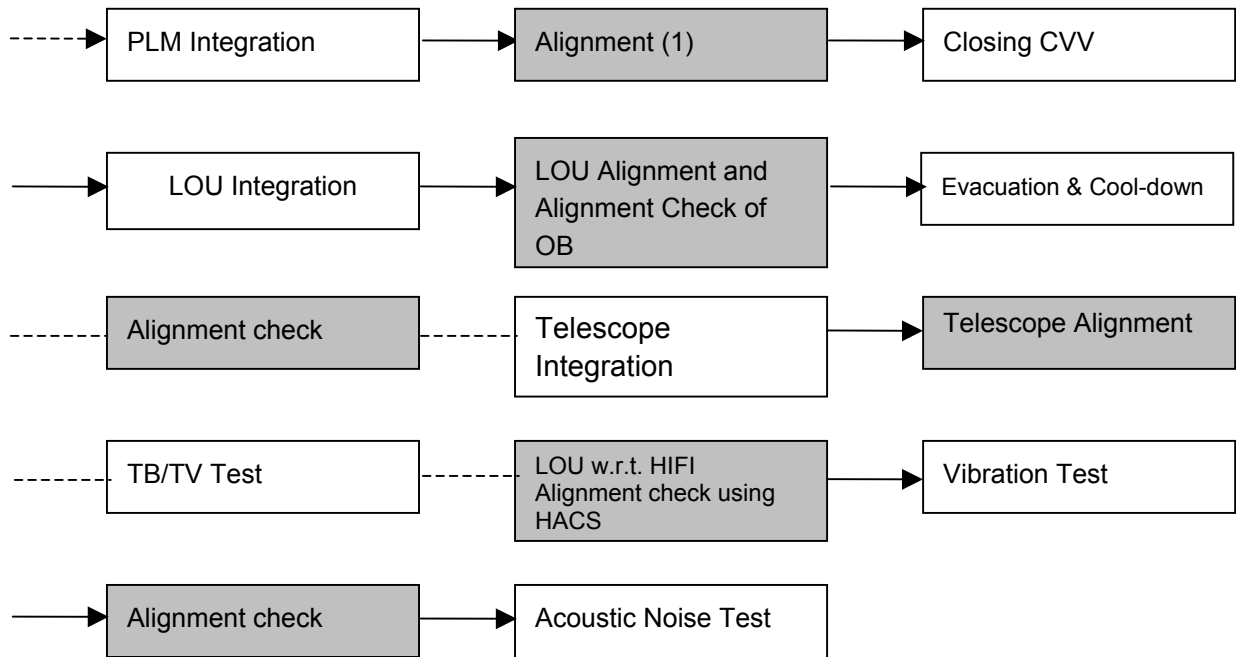 PLM Integration
Alignment (1)
Closing CVV
LOU Integration
LOU Alignment and
Alignment Check of
OB
Evacuation & Cool-down
Alignment check
Telescope
Integration
Telescope Alignment
TB/TV Test
LOU w.r.t. HIFI
Alignment check using
HACS
Vibration Test
Alignment check
Acoustic Noise Test